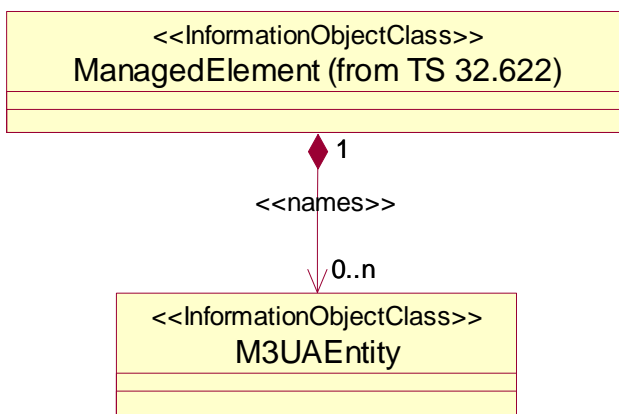 <<InformationObjectClass>>
ManagedElement (from TS 32.622)
1
<<names>>
0..n
<<InformationObjectClass>>
M3UAEntity